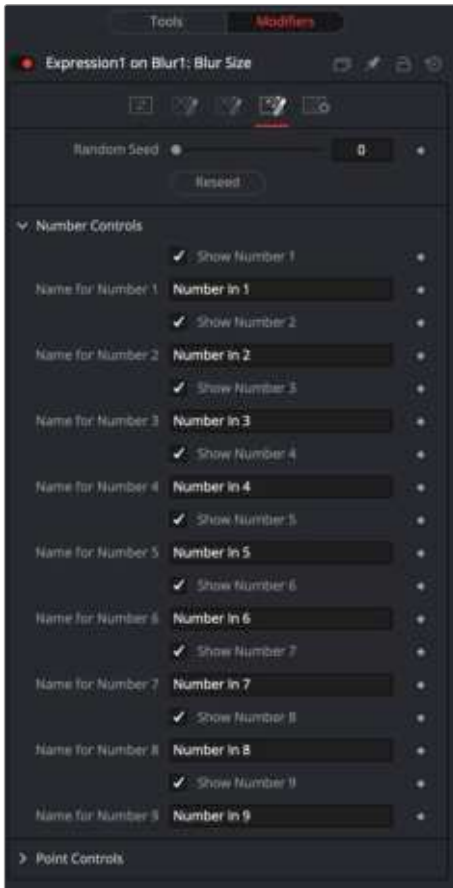 Tools Modifiers
Expression1 on Blur1: Blur Size
Random Seed 0
Reseed
Number Controls
Show Number 1
Name for Number 1 Number In 1
Show Number 2
Name for Number 2 Number In 2
Show Number 3
Name for Number 3 Number In 3
Show Number 4
Name for Number 4 Number In 4
Show Number 5
Name for Number 5 Number In 5
Show Number 6
Name for Number 6 Number In 6
Show Number 7
Name for Number 7 Number In 7
Show Number 8
Name for Number 8 Number In 8
Show Number 9
Name for Number 9 Number In 9
Point Controls